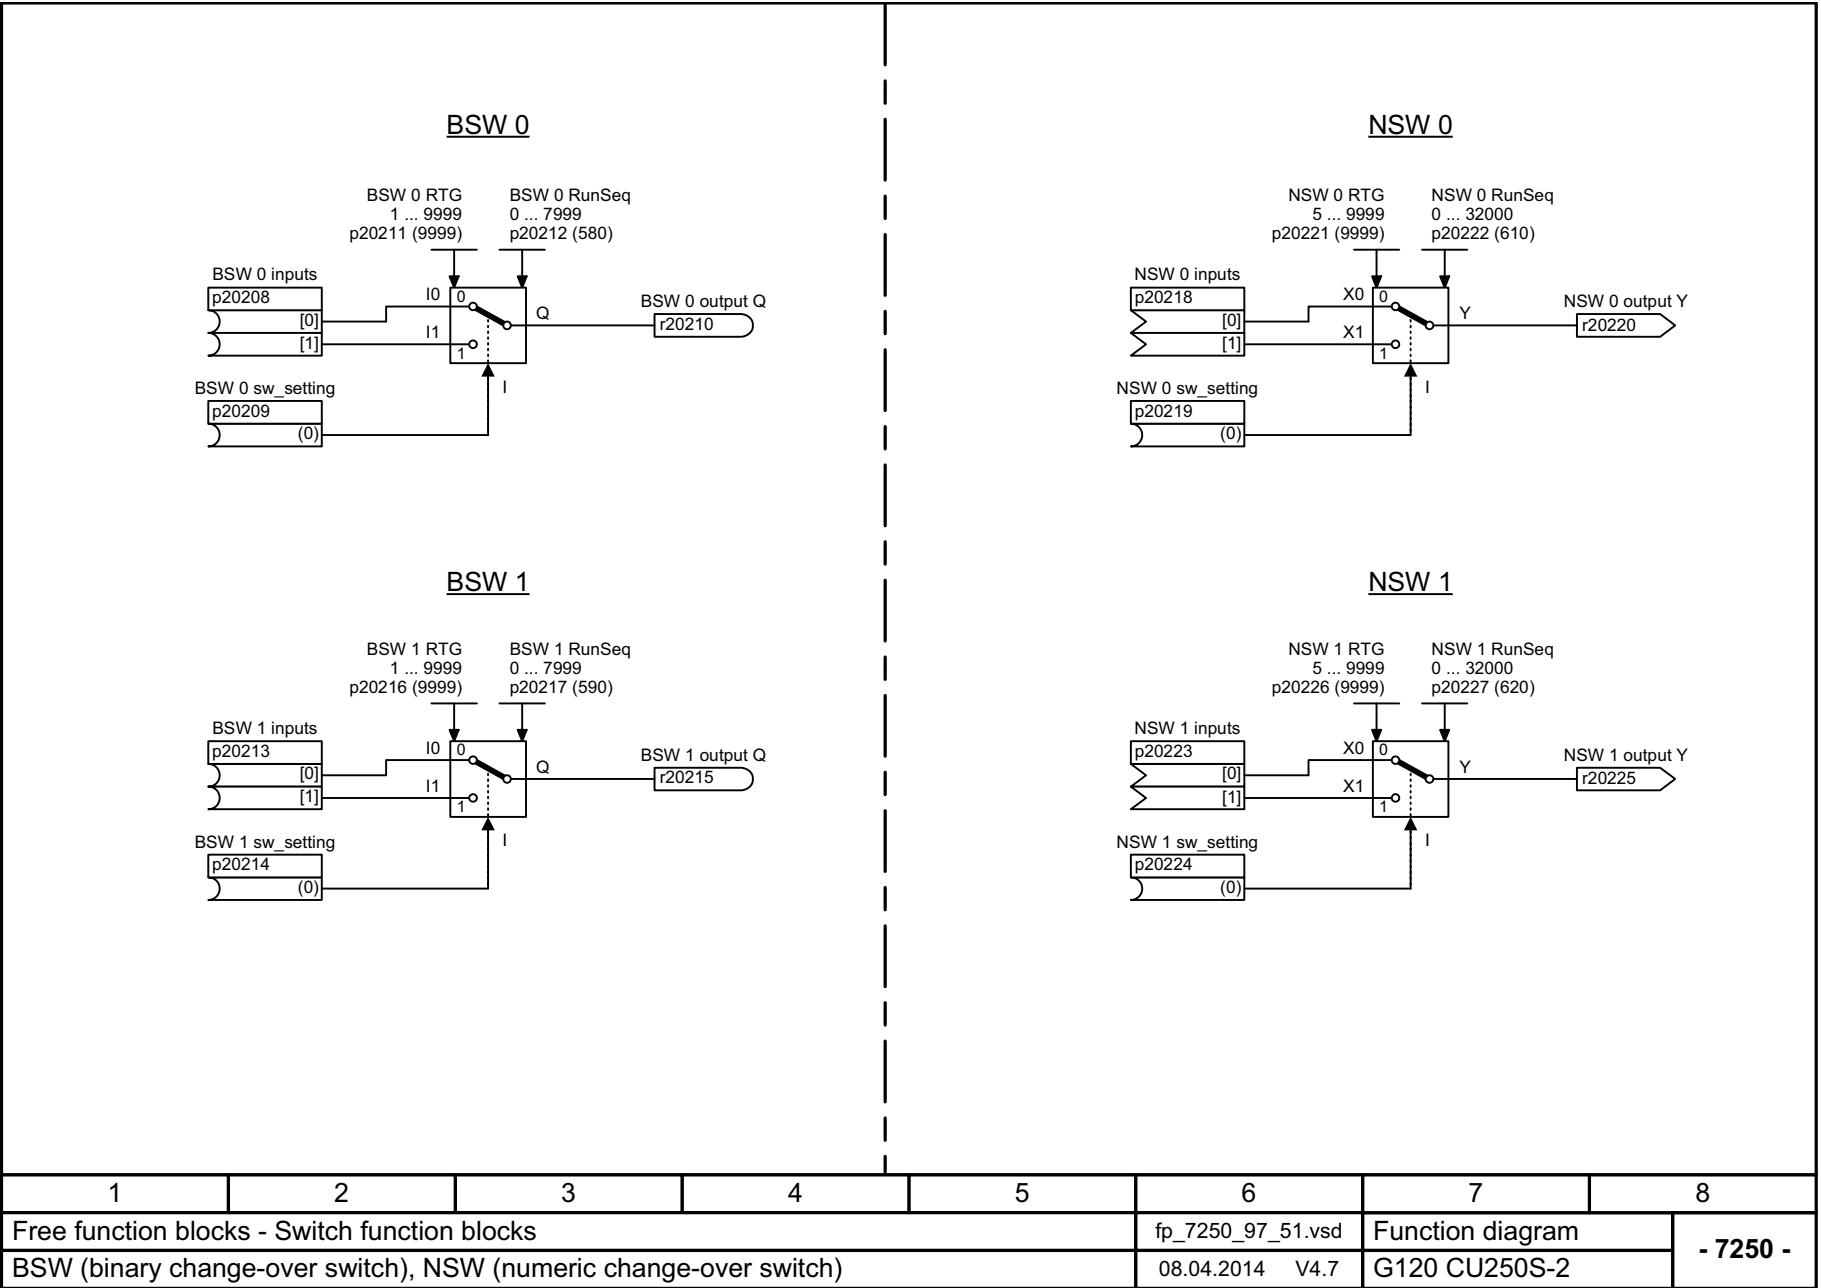 BSW 0
BSW 0 RTG
1 ... 9999
p20211 (9999)
BSW 0 RunSeq
0 ... 7999
p20212 (580)
BSW 0 inputs
p20208
[0]
[1]
I0
I1
0
1
Q
I
BSW 0 output Q
r20210
BSW 0 sw_setting
p20209
(0)
BSW 1
BSW 1 RTG
1 ... 9999
p20216 (9999)
BSW 1 RunSeq
0 ... 7999
p20217 (590)
BSW 1 inputs
p20213
[0]
[1]
I0
I1
0
1
Q
I
BSW 1 output Q
r20215
BSW 1 sw_setting
p20214
(0)
NSW 0
NSW 0 RTG
5 ... 9999
p20221 (9999)
NSW 0 RunSeq
0 ... 32000
p20222 (610)
NSW 0 inputs
p20218
[0]
[1]
X0
X1
0
1
Y
I
NSW 0 output Y
r20220
NSW 0 sw_setting
p20219
(0)
NSW 1
NSW 1 RTG
5 ... 9999
p20226 (9999)
NSW 1 RunSeq
0 ... 32000
p20227 (620)
NSW 1 inputs
p20223
[0]
[1]
X0
X1
0
1
Y
I
NSW 1 output Y
r20225
NSW 1 sw_setting
p20224
(0)
1 2 3 4 5 6 7 8
Free function blocks - Switch function blocks
fp_7250_97_51.vsd
Function diagram
- 7250 -
BSW (binary change-over switch), NSW (numeric change-over switch)
08.04.2014 V4.7
G120 CU250S-2